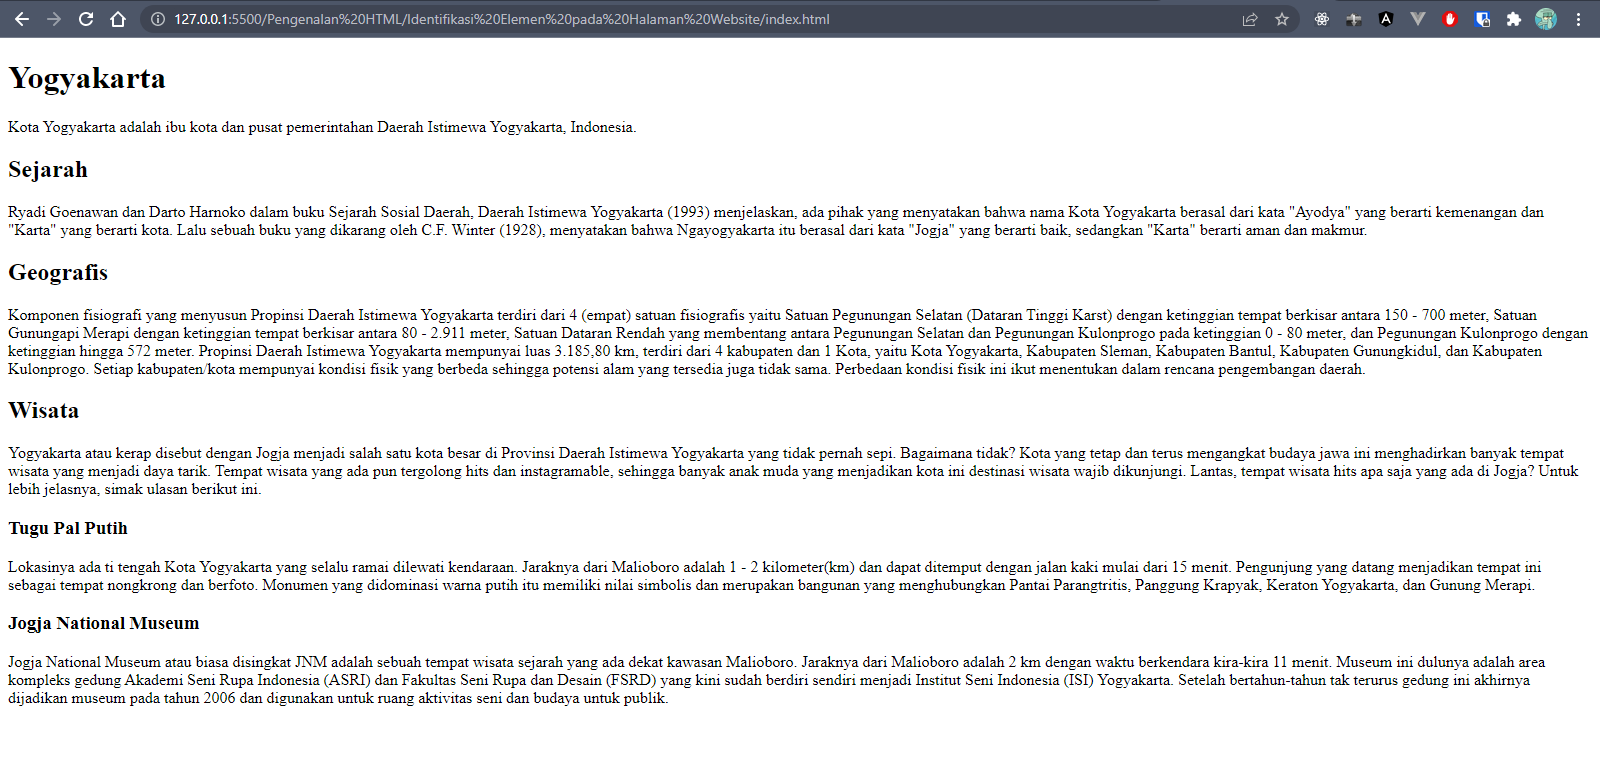 127.0.0.1:5500/Pengenalan%20HTML/Identifikasi%20Elemen%20pada%20Halaman%20Website/index.html
Yogyakarta
Kota Yogyakarta adalah ibu kota dan pusat pemerintahan Daerah Istimewa Yogyakarta, Indonesia.
Sejarah
Ryadi Goenawan dan Darto Harnoko dalam buku Sejarah Sosial Daerah, Daerah Istimewa Yogyakarta (1993) menjelaskan, ada pihak yang menyatakan bahwa nama Kota Yogyakarta berasal dari kata "Ayodya" yang berarti kemenangan dan
"Karta" yang berarti kota. Lalu sebuah buku yang dikarang oleh C.F. Winter (1928), menyatakan bahwa Ngayogyakarta itu berasal dari kata "Jogja" yang berarti baik, sedangkan "Karta" berarti aman dan makmur.
Geografis
Komponen fisiografi yang menyusun Propinsi Daerah Istimewa Yogyakarta terdiri dari 4 (empat) satuan fisiografis yaitu Satuan Pegunungan Selatan (Dataran Tinggi Karst) dengan ketinggian tempat berkisar antara 150 - 700 meter, Satuan
Gunungapi Merapi dengan ketinggian tempat berkisar antara 80 - 2.911 meter, Satuan Dataran Rendah yang membentang antara Pegunungan Selatan dan Pegunungan Kulonprogo pada ketinggian 0 - 80 meter, dan Pegunungan Kulonprogo dengan
ketinggian hingga 572 meter. Propinsi Daerah Istimewa Yogyakarta mempunyai luas 3.185,80 km, terdiri dari 4 kabupaten dan 1 Kota, yaitu Kota Yogyakarta, Kabupaten Sleman, Kabupaten Bantul, Kabupaten Gunungkidul, dan Kabupaten
Kulonprogo. Setiap kabupaten/kota mempunyai kondisi fisik yang berbeda sehingga potensi alam yang tersedia juga tidak sama. Perbedaan kondisi fisik ini ikut menentukan dalam rencana pengembangan daerah.
Wisata
Yogyakarta atau kerap disebut dengan Jogja menjadi salah satu kota besar di Provinsi Daerah Istimewa Yogyakarta yang tidak pernah sepi. Bagaimana tidak? Kota yang tetap dan terus mengangkat budaya jawa ini menghadirkan banyak tempat
wisata yang menjadi daya tarik. Tempat wisata yang ada pun tergolong hits dan instagramable, sehingga banyak anak muda yang menjadikan kota ini destinasi wisata wajib dikunjungi. Lantas, tempat wisata hits apa saja yang ada di Jogja? Untuk
lebih jelasnya, simak ulasan berikut ini.
Tugu Pal Putih
Lokasinya ada ti tengah Kota Yogyakarta yang selalu ramai dilewati kendaraan. Jaraknya dari Malioboro adalah 1 - 2 kilometer(km) dan dapat ditemput dengan jalan kaki mulai dari 15 menit. Pengunjung yang datang menjadikan tempat ini
sebagai tempat nongkrong dan berfoto. Monumen yang didominasi warna putih itu memiliki nilai simbolis dan merupakan bangunan yang menghubungkan Pantai Parangtritis, Panggung Krapyak, Keraton Yogyakarta, dan Gunung Merapi.
Jogja National Museum
Jogja National Museum atau biasa disingkat JNM adalah sebuah tempat wisata sejarah yang ada dekat kawasan Malioboro. Jaraknya dari Malioboro adalah 2 km dengan waktu berkendara kira-kira 11 menit. Museum ini dulunya adalah area
kompleks gedung Akademi Seni Rupa Indonesia (ASRI) dan Fakultas Seni Rupa dan Desain (FSRD) yang kini sudah berdiri sendiri menjadi Institut Seni Indonesia (ISI) Yogyakarta. Setelah bertahun-tahun tak terurus gedung ini akhirnya
dijadikan museum pada tahun 2006 dan digunakan untuk ruang aktivitas seni dan budaya untuk publik.